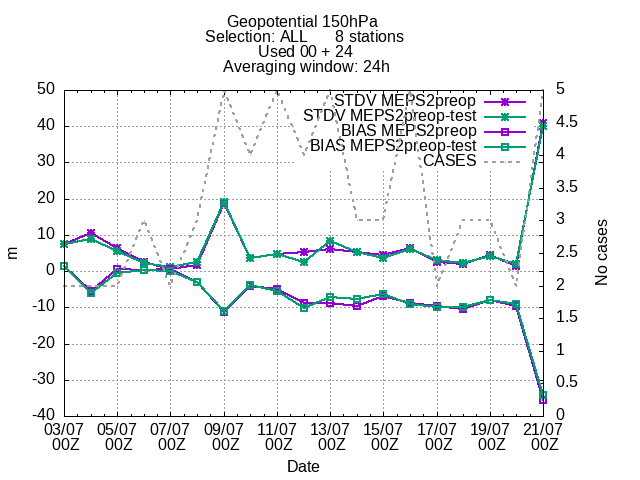 Geopotential 150hPa
Selection: ALL 8 stations
Used 00 + 24
Averaging window: 24h
50
40
30
20
10
0
-10
-20
-30
-40
m
5
4.5
4
3.5
3
2.5
2
1.5
1
0.5
0
No cases
STDV MEPS2preop
STDV MEPS2preop-test
BIAS MEPS2preop
BIAS MEPS2preop-test
CASES
03/07 05/07 07/07 09/07 11/07 13/07 15/07 17/07 19/07 21/07
00Z 00Z 00Z 00Z 00Z 00Z 00Z 00Z 00Z 00Z
Date